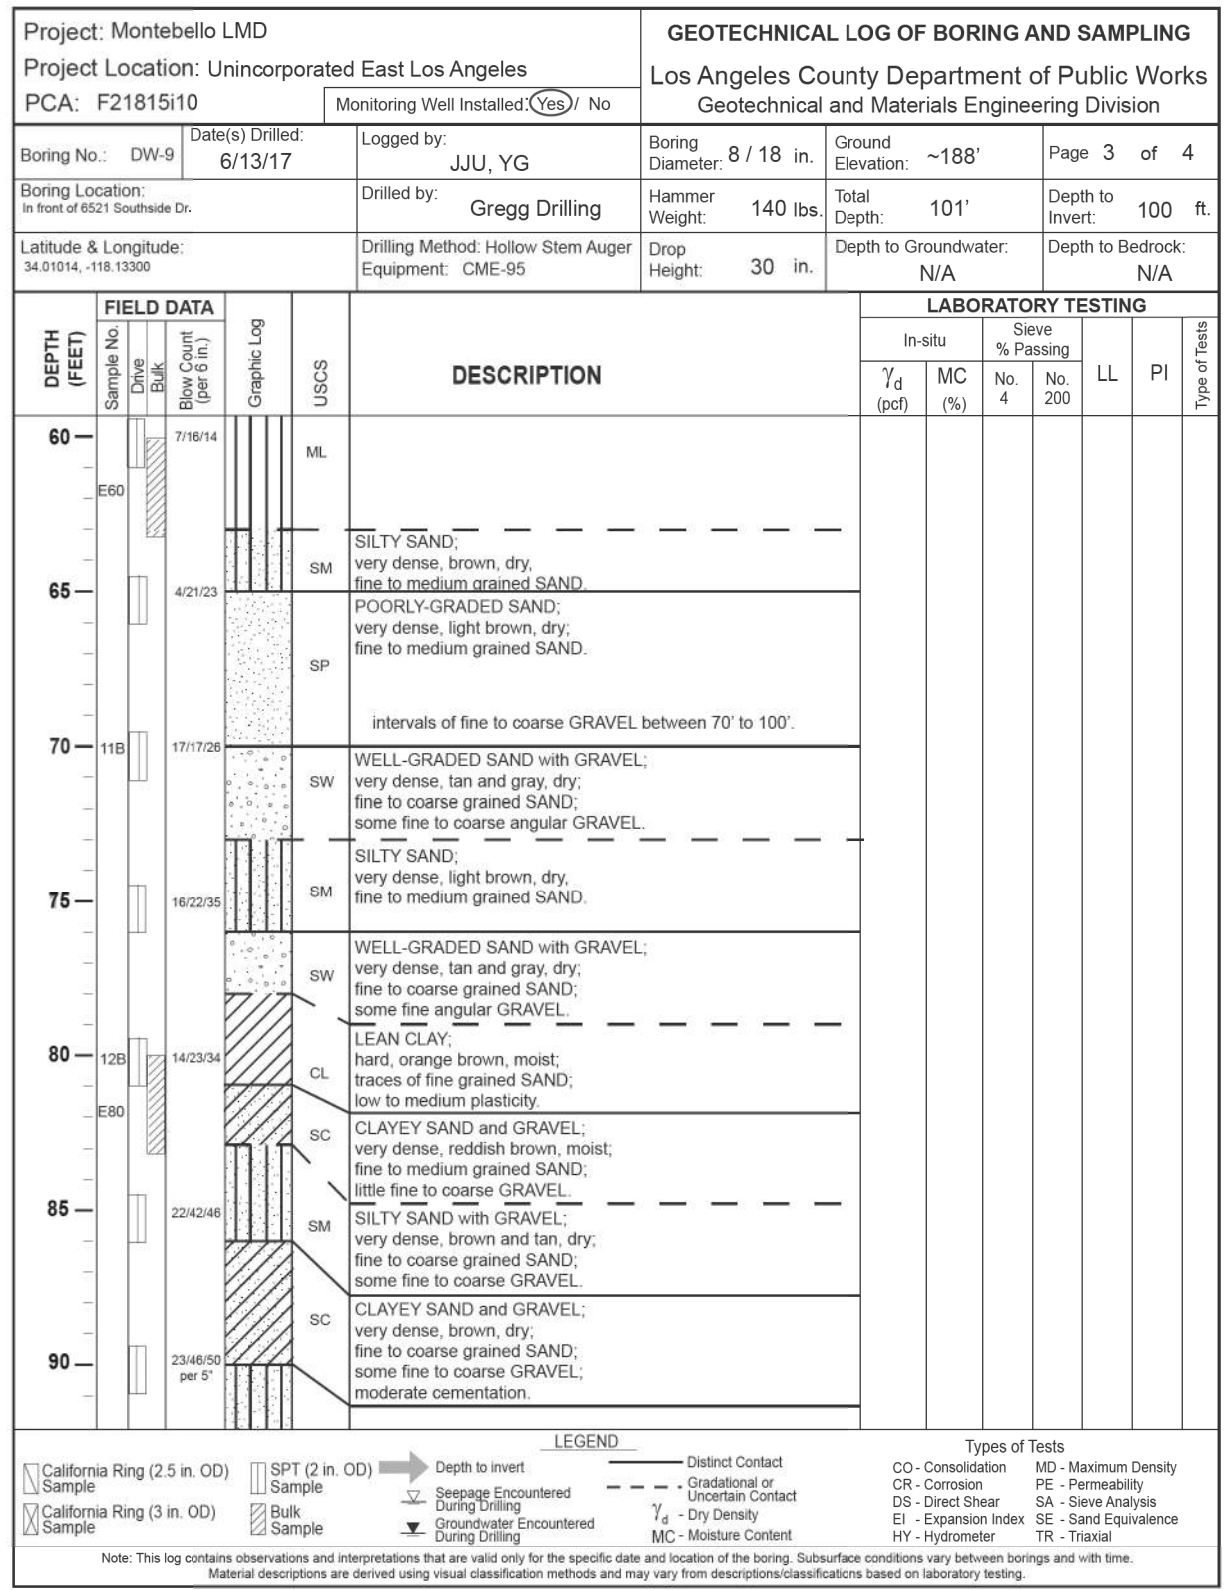 Project: Montebello LMD
Project Location: Unincorporated East Los Angeles
PCA: F21815i10
Monitoring Well Installed: Yes / No
GEOTECHNICAL LOG OF BORING AND SAMPLING
Los Angeles County Department of Public Works
Geotechnical and Materials Engineering Division
Boring No.: DW-9
Date(s) Drilled:
6/13/17
Logged by:
JJU, YG
Boring
Diameter: 8 / 18 in.
Ground
Elevation: ~188'
Page 3 of 4
Boring Location:
In front of 6521 Southside Dr.
Drilled by:
Gregg Drilling
Hammer
Weight: 140 lbs.
Total
Depth: 101'
Depth to
Invert: 100 ft.
Latitude & Longitude:
34.01014, -118.13300
Drilling Method: Hollow Stem Auger
Equipment: CME-95
Drop
Height: 30 in.
Depth to Groundwater:
N/A
Depth to Bedrock:
N/A
DEPTH
(FEET)
FIELD DATA
Sample No.
Drive
Bulk
Blow Count
(per 6 in.)
Graphic Log
USCS
DESCRIPTION
LABORATORY TESTING
In-situ
Sieve
% Passing
γd
(pcf)
MC
(%)
No.
4
No.
200
LL
PI
Type of Tests
60
7/16/14
ML
E60
SILTY SAND;
very dense, brown, dry,
fine to medium grained SAND.
SM
65
4/21/23
POORLY-GRADED SAND;
very dense, light brown, dry;
fine to medium grained SAND.
SP
intervals of fine to coarse GRAVEL between 70' to 100'.
70
11B
17/17/26
WELL-GRADED SAND with GRAVEL;
very dense, tan and gray, dry;
fine to coarse grained SAND;
some fine to coarse angular GRAVEL.
SW
SILTY SAND;
very dense, light brown, dry,
fine to medium grained SAND.
SM
75
16/22/35
WELL-GRADED SAND with GRAVEL;
very dense, tan and gray, dry;
fine to coarse grained SAND;
some fine angular GRAVEL.
SW
LEAN CLAY;
hard, orange brown, moist;
traces of fine grained SAND;
low to medium plasticity.
80
12B
14/23/34
CL
E80
CLAYEY SAND and GRAVEL;
very dense, reddish brown, moist;
fine to medium grained SAND;
little fine to coarse GRAVEL.
SC
85
22/42/46
SILTY SAND with GRAVEL;
very dense, brown and tan, dry;
fine to coarse grained SAND;
some fine to coarse GRAVEL.
SM
CLAYEY SAND and GRAVEL;
very dense, brown, dry;
fine to coarse grained SAND;
some fine to coarse GRAVEL;
moderate cementation.
SC
90
23/46/50
per 5"
LEGEND
California Ring (2.5 in. OD)
Sample
California Ring (3 in. OD)
Sample
SPT (2 in. OD)
Sample
Bulk
Sample
Depth to invert
Seepage Encountered
During Drilling
Groundwater Encountered
During Drilling
Distinct Contact
Gradational or
Uncertain Contact
γd - Dry Density
MC - Moisture Content
Types of Tests
CO - Consolidation
CR - Corrosion
DS - Direct Shear
EI - Expansion Index
HY - Hydrometer
MD - Maximum Density
PE - Permeability
SA - Sieve Analysis
SE - Sand Equivalence
TR - Triaxial
Note: This log contains observations and interpretations that are valid only for the specific date and location of the boring. Subsurface conditions vary between borings and with time.
Material descriptions are derived using visual classification methods and may vary from descriptions/classifications based on laboratory testing.